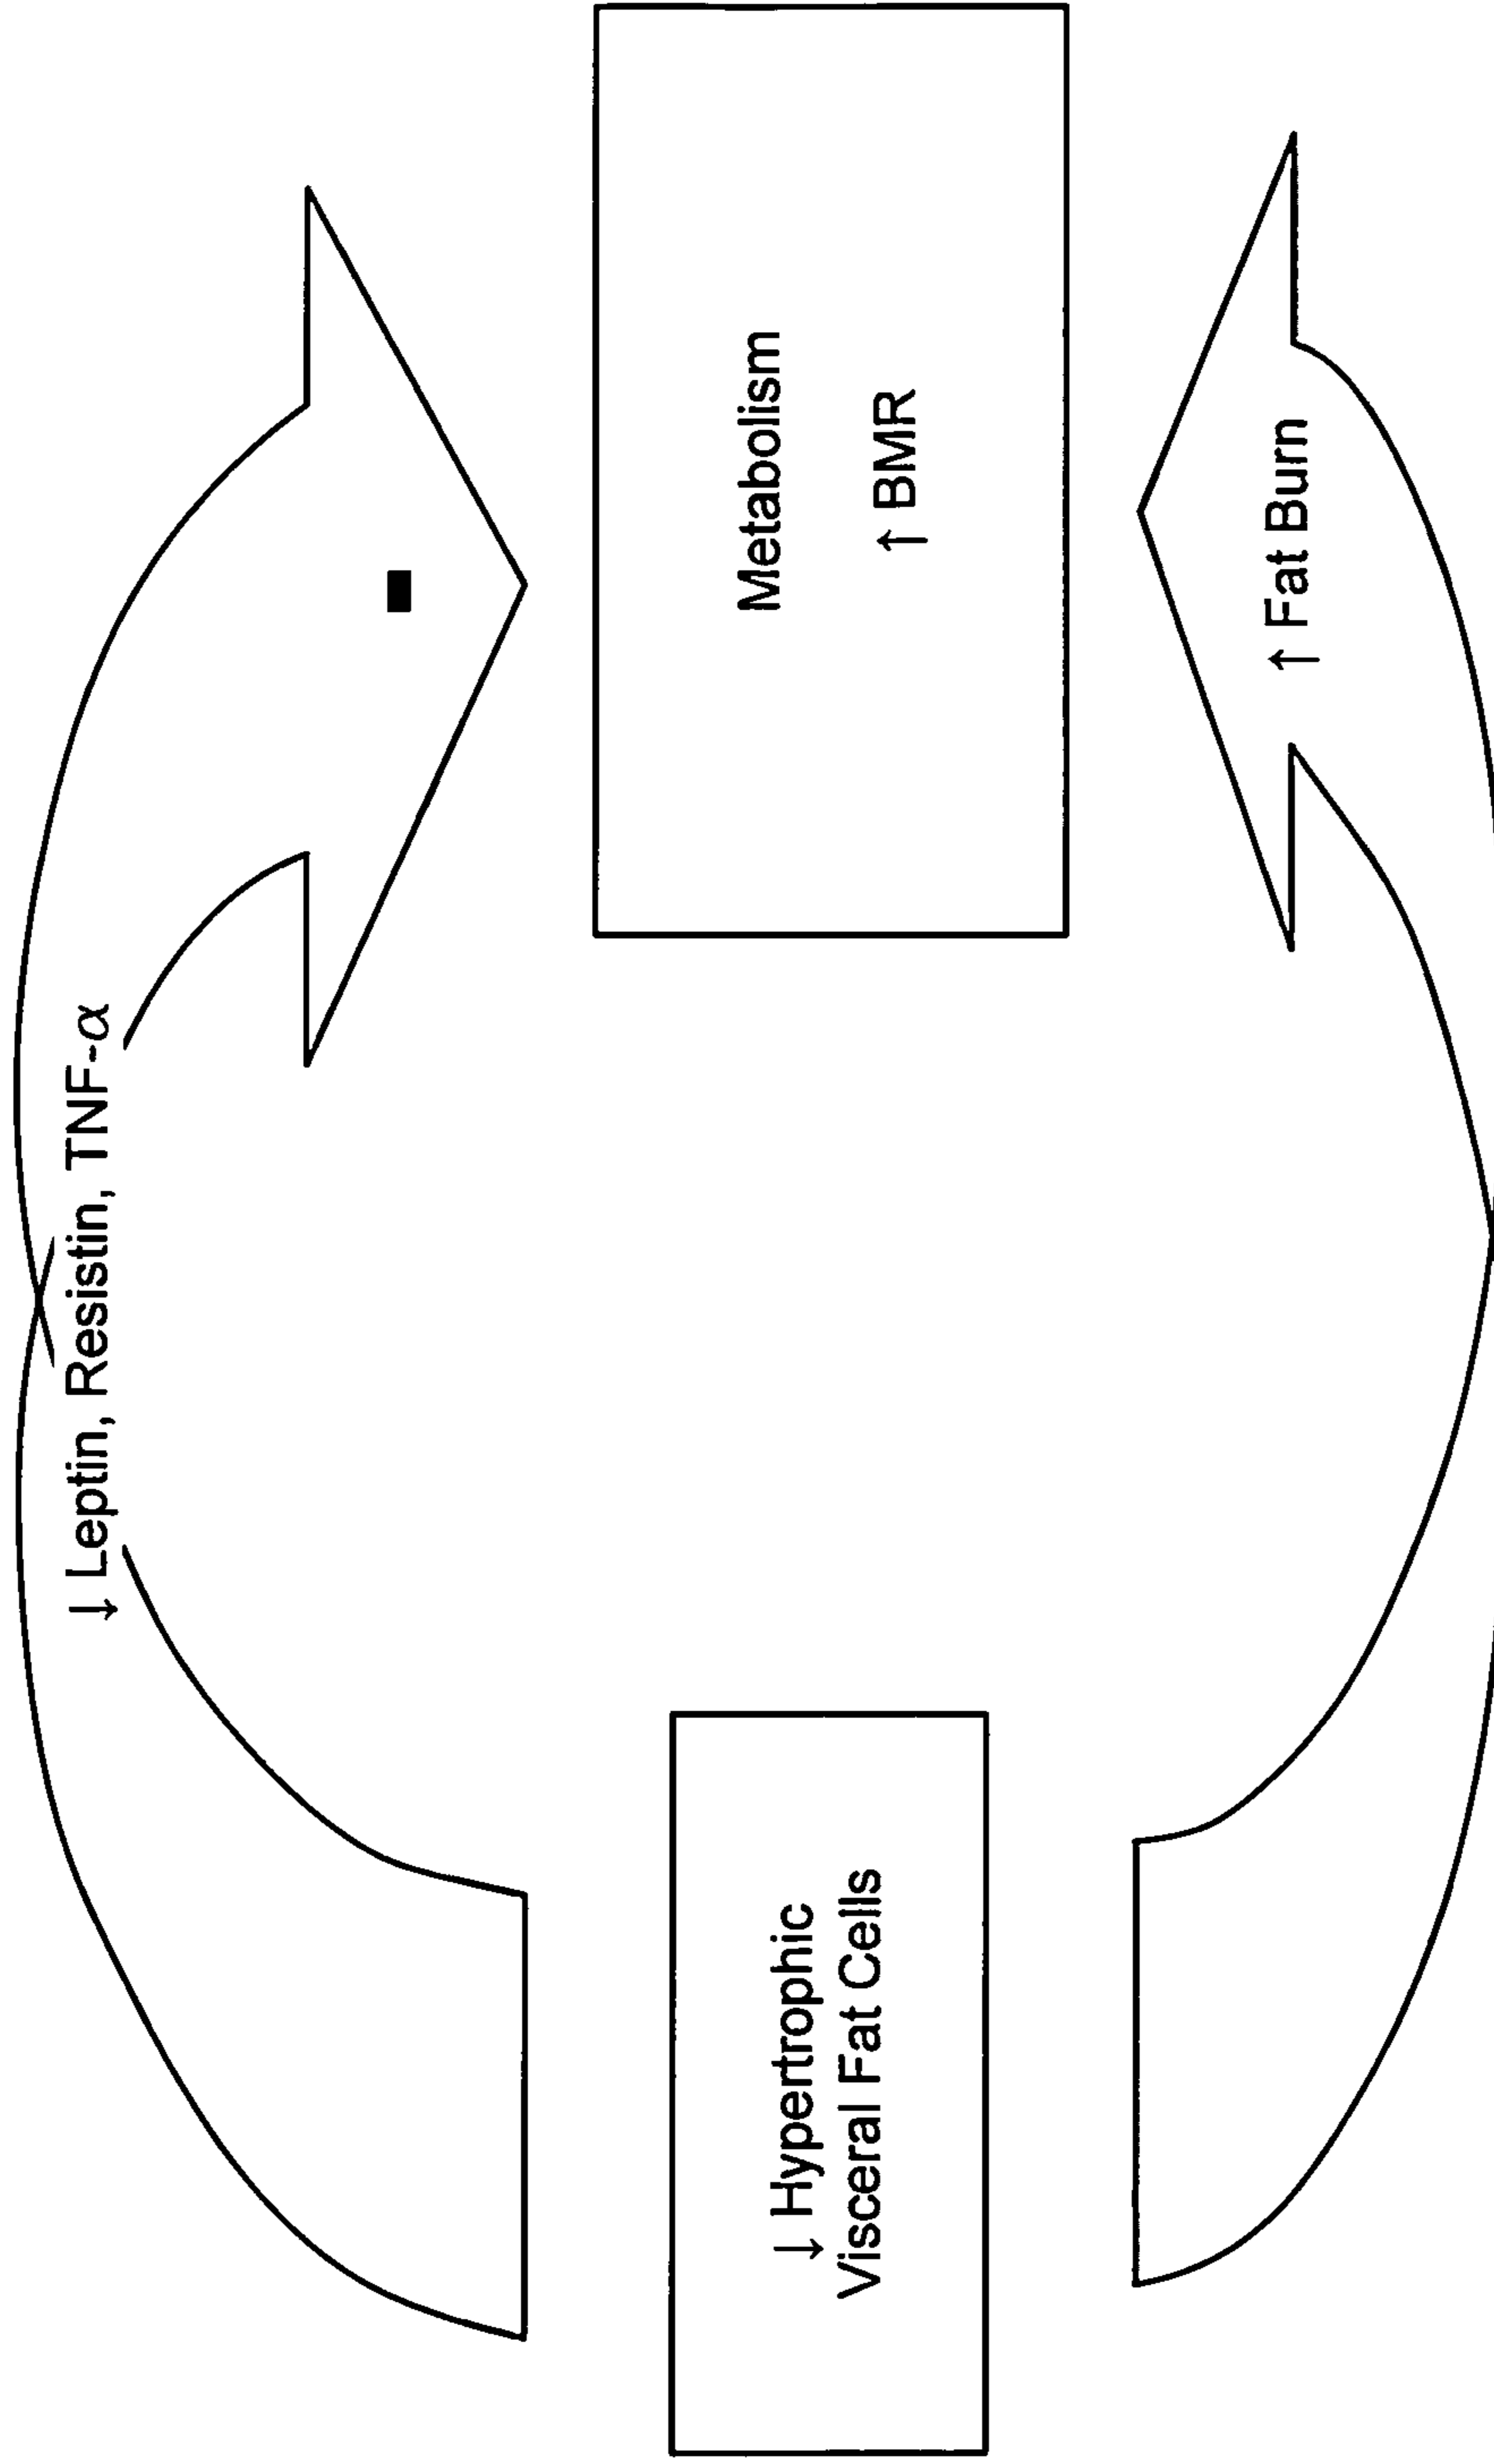 ↓ Leptin, Resistin, TNF-α
-
↓ Hypertrophic
Visceral Fat Cells
Metabolism
↑ BMR
↑ Fat Burn